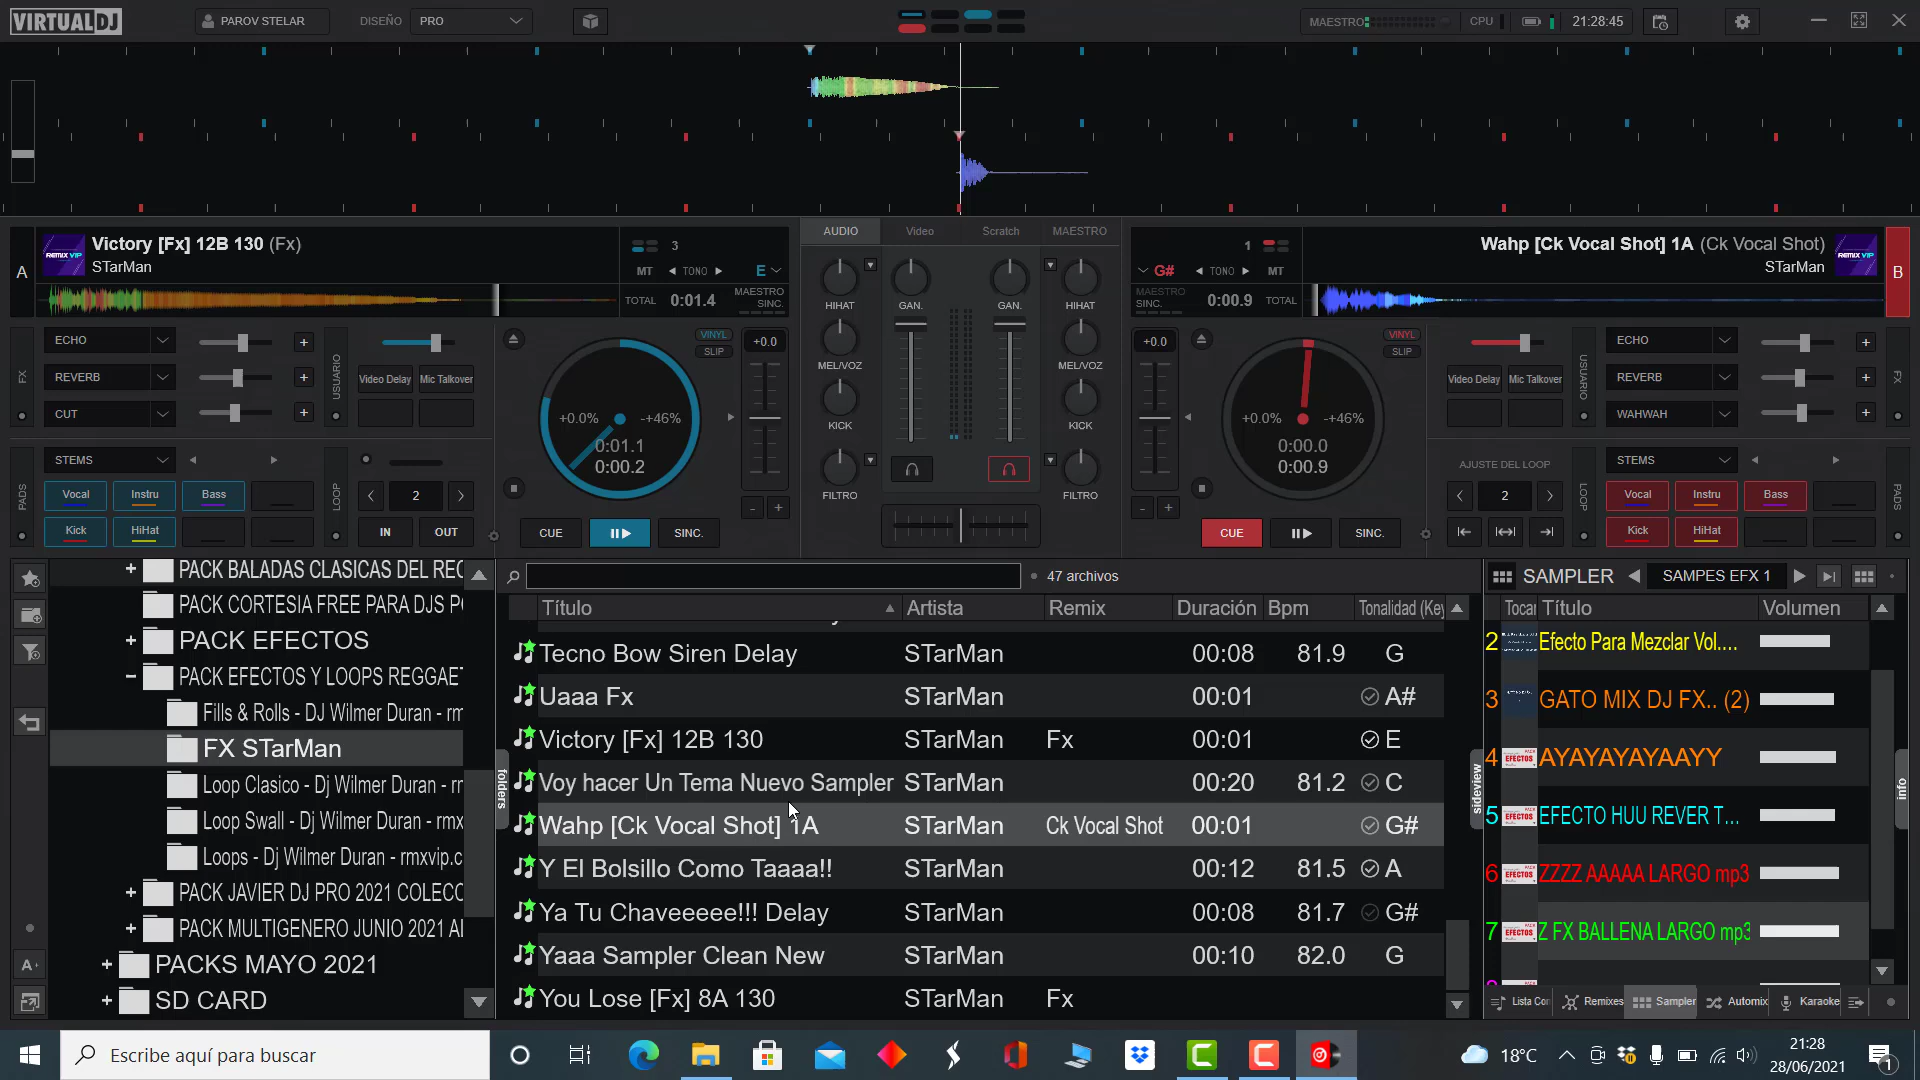 VIRTUALDJ
PAROV STELAR
DISEÑO
PRO
MAESTRO
CPU
21:28:45
A
Victory [Fx] 12B 130 (Fx)
STarMan
3
MT
TONO
E
TOTAL
0:01.4
MAESTRO
SINC.
AUDIO
Video
Scratch
MAESTRO
1
G#
TONO
MT
MAESTRO
SINC.
0:00.9
TOTAL
Wahp [Ck Vocal Shot] 1A (Ck Vocal Shot)
STarMan
B
HIHAT
GAN.
GAN.
HIHAT
MEL/VOZ
MEL/VOZ
KICK
KICK
FILTRO
FILTRO
FX
ECHO
REVERB
CUT
USUARIO
Video Delay
Mic Talkover
VINYL
SLIP
+0.0
+0.0%
-+46%
0:01.1
0:00.2
PADS
STEMS
Vocal
Instru
Bass
Kick
HiHat
LOOP
2
IN
OUT
CUE
SINC.
- +
+0.0
VINYL
SLIP
+0.0%
-+46%
0:00.0
0:00.9
- +
CUE
SINC.
Video Delay
Mic Talkover
USUARIO
ECHO
REVERB
WAHWAH
FX
AJUSTE DEL LOOP
2
LOOP
STEMS
Vocal
Instru
Bass
Kick
HiHat
PADS
PACK BALADAS CLASICAS DEL REC
PACK CORTESIA FREE PARA DJS P
PACK EFECTOS
PACK EFECTOS Y LOOPS REGGAET
Fills & Rolls - DJ Wilmer Duran - rm
FX STarMan
Loop Clasico - Dj Wilmer Duran - rr
Loop Swall - Dj Wilmer Duran - rmx
Loops - Dj Wilmer Duran - rmxvip.c
PACK JAVIER DJ PRO 2021 COLECC
PACK MULTIGENERO JUNIO 2021 Al
PACKS MAYO 2021
SD CARD
folders
47 archivos
Título Artista Remix Duración Bpm Tonalidad (Key
Tecno Bow Siren Delay STarMan 00:08 81.9 G
Uaaa Fx STarMan 00:01 A#
Victory [Fx] 12B 130 STarMan Fx 00:01 E
Voy hacer Un Tema Nuevo Sampler STarMan 00:20 81.2 C
Wahp [Ck Vocal Shot] 1A STarMan Ck Vocal Shot 00:01 G#
Y El Bolsillo Como Taaaa!! STarMan 00:12 81.5 A
Ya Tu Chaveeeee!!! Delay STarMan 00:08 81.7 G#
Yaaa Sampler Clean New STarMan 00:10 82.0 G
You Lose [Fx] 8A 130 STarMan Fx
sideview
SAMPLER
SAMPES EFX 1
Tocar Título Volumen
2 Efecto Para Mezclar Vol....
3 GATO MIX DJ FX.. (2)
4 AYAYAYAYAAYY
5 EFECTO HUU REVER T...
6 ZZZZ AAAAA LARGO mp3
7 Z FX BALLENA LARGO mp3
info
Lista Cor
Remixes
Sampler
Automix
Karaoke
Escribe aquí para buscar
18°C
21:28
28/06/2021
1